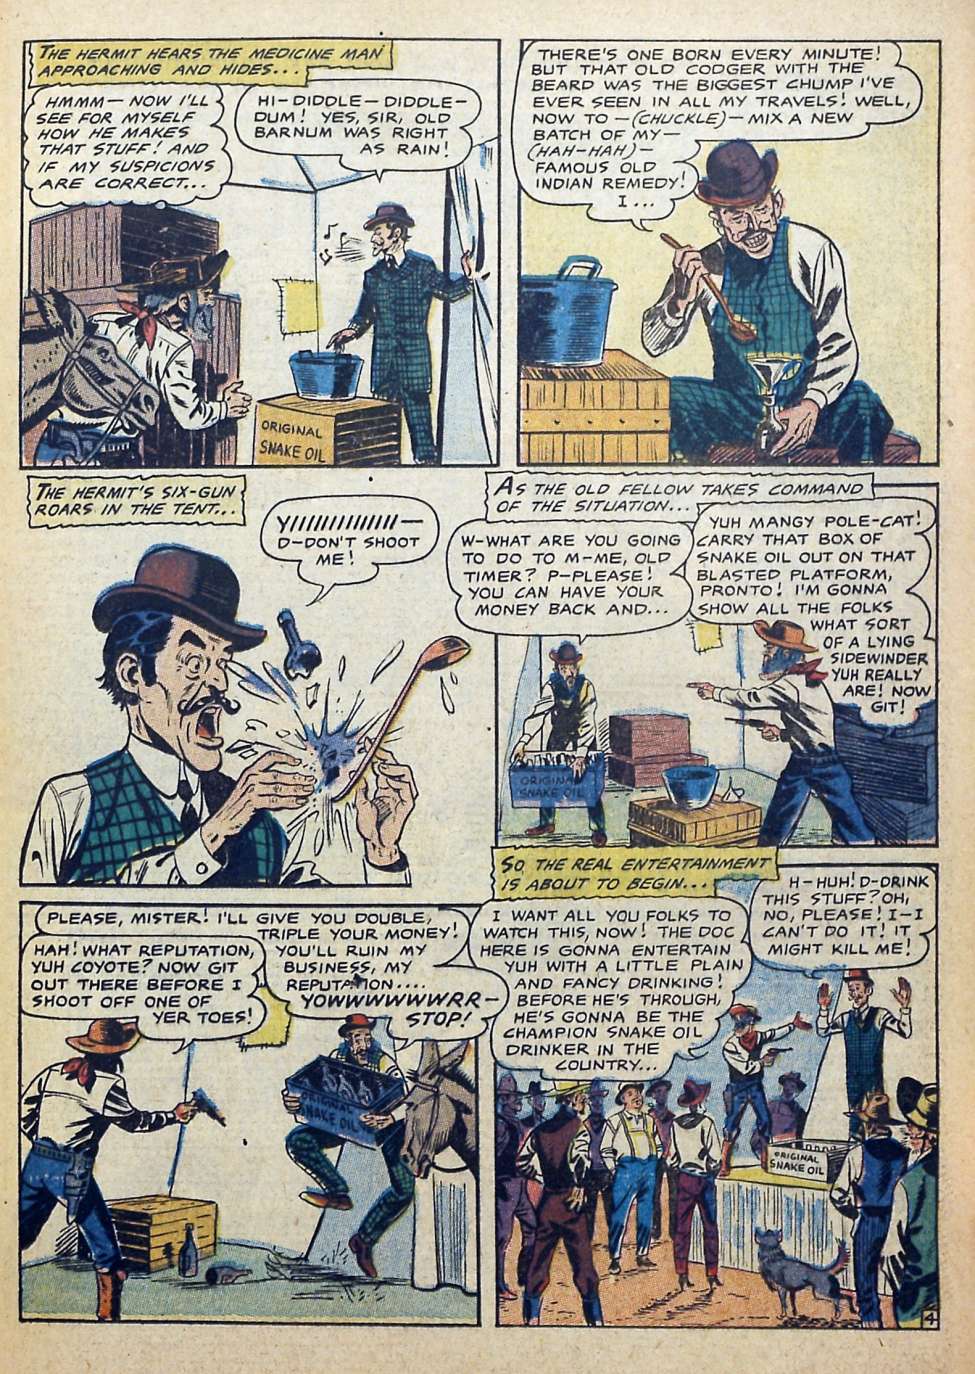 THE HERMIT HEARS THE MEDICINE MAN
APPROACHING AND HIDES...
HMMM— NOW I'LL
SEE FOR MYSELF
HOW HE MAKES
THAT STUFF! AND
IF MY SUSPICIONS
ARE CORRECT...
HI-DIDDLE-DIDDLE-
DUM! YES, SIR, OLD
BARNUM WAS RIGHT
AS RAIN!
ORIGINAL
SNAKE OIL
THERE'S ONE BORN EVERY MINUTE!
BUT THAT OLD CODGER WITH THE
BEARD WAS THE BIGGEST CHUMP I'VE
EVER SEEN IN ALL MY TRAVELS! WELL,
NOW TO —(CHUCKLE)— MIX A NEW
BATCH OF MY—
(HAH-HAH)—
FAMOUS OLD
INDIAN REMEDY!
I...
THE HERMIT'S SIX-GUN
ROARS IN THE TENT...
YIIIIIIIIIIIIII—
D-DON'T SHOOT
ME!
AS THE OLD FELLOW TAKES COMMAND
OF THE SITUATION...
W-WHAT ARE YOU GOING
TO DO TO M-ME, OLD
TIMER? P-PLEASE!
YOU CAN HAVE YOUR
MONEY BACK AND...
YUH MANGY POLE-CAT!
CARRY THAT BOX OF
SNAKE OIL OUT ON THAT
BLASTED PLATFORM,
PRONTO! I'M GONNA
SHOW ALL THE FOLKS
WHAT SORT
OF A LYING
SIDEWINDER
YUH REALLY
ARE! NOW
GIT!
ORIGINAL
SNAKE OIL
PLEASE, MISTER! I'LL GIVE YOU DOUBLE,
TRIPLE YOUR MONEY!
YOU'LL RUIN MY
BUSINESS, MY
REPUTATION....
YOWWWWWWWRR—
STOP!
HAH! WHAT REPUTATION,
YUH COYOTE? NOW GIT
OUT THERE BEFORE I
SHOOT OFF ONE OF
YER TOES!
ORIGINAL
SNAKE OIL
SO THE REAL ENTERTAINMENT
IS ABOUT TO BEGIN...
I WANT ALL YOU FOLKS TO
WATCH THIS, NOW! THE DOC
HERE IS GONNA ENTERTAIN
YUH WITH A LITTLE PLAIN
AND FANCY DRINKING!
BEFORE HE'S THROUGH,
HE'S GONNA BE THE
CHAMPION SNAKE OIL
DRINKER IN THE
COUNTRY...
H-HUH! D-DRINK
THIS STUFF? OH,
NO, PLEASE! I-I
CAN'T DO IT! IT
MIGHT KILL ME!
ORIGINAL
SNAKE OIL
4